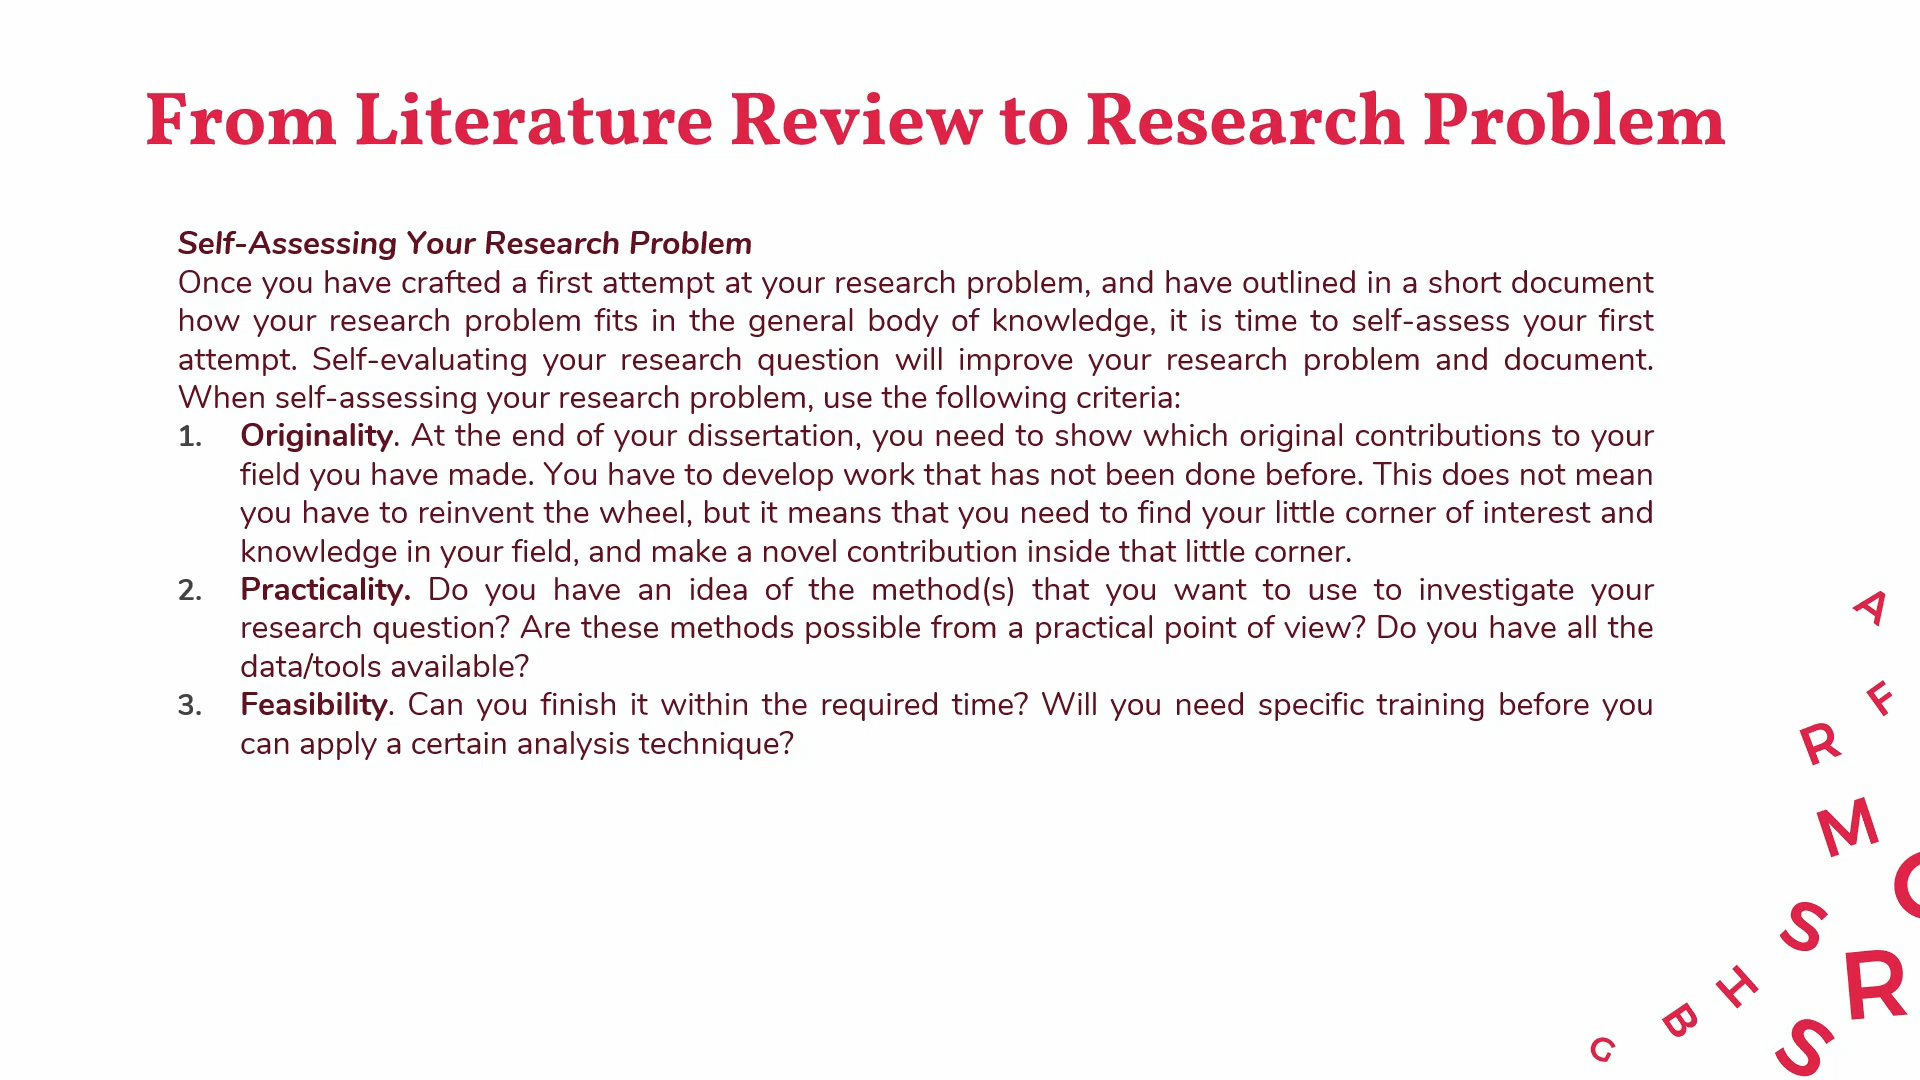 From Literature Review to Research Problem
Self-Assessing Your Research Problem
Once you have crafted a first attempt at your research problem, and have outlined in a short document
how your research problem fits in the general body of knowledge, it is time to self-assess your first
attempt. Self-evaluating your research question will improve your research problem and document.
When self-assessing your research problem, use the following criteria:
1. Originality. At the end of your dissertation, you need to show which original contributions to your
field you have made. You have to develop work that has not been done before. This does not mean
you have to reinvent the wheel, but it means that you need to find your little corner of interest and
knowledge in your field, and make a novel contribution inside that little corner.
2. Practicality. Do you have an idea of the method(s) that you want to use to investigate your
research question? Are these methods possible from a practical point of view? Do you have all the
data/tools available?
3. Feasibility. Can you finish it within the required time? Will you need specific training before you
can apply a certain analysis technique?
A
F
R
M
S
R
H
B
S